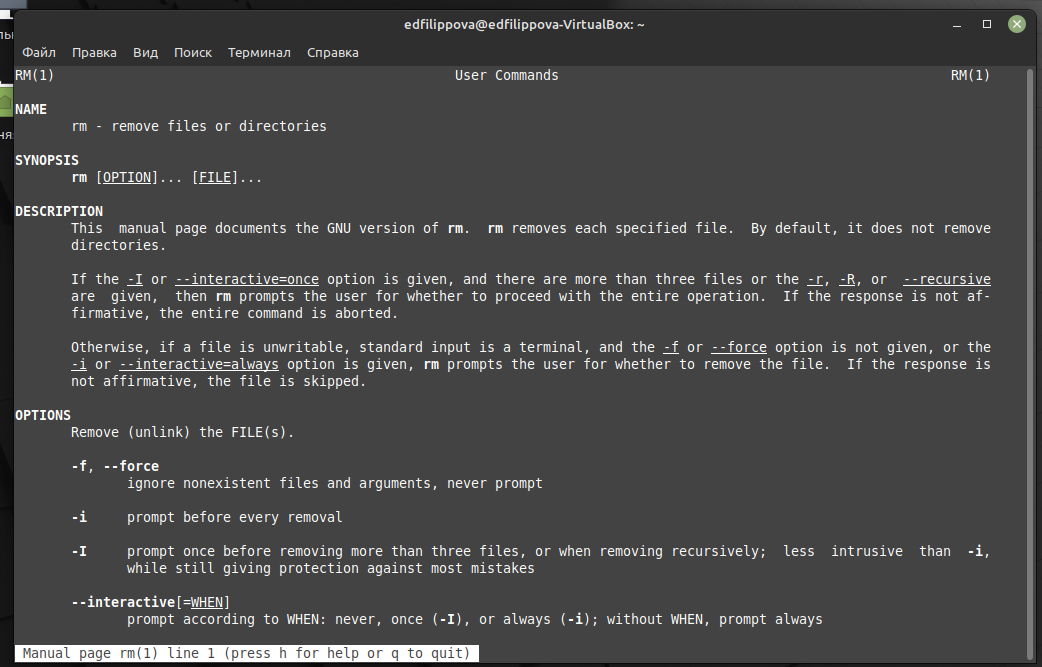 edfilippova@edfilippova-VirtualBox: ~
Файл Правка Вид Поиск Терминал Справка
RM(1) User Commands RM(1)
NAME
rm - remove files or directories
SYNOPSIS
rm [OPTION]... [FILE]...
DESCRIPTION
This manual page documents the GNU version of rm. rm removes each specified file. By default, it does not remove
directories.
If the -I or --interactive=once option is given, and there are more than three files or the -r, -R, or --recursive
are given, then rm prompts the user for whether to proceed with the entire operation. If the response is not af-
firmative, the entire command is aborted.
Otherwise, if a file is unwritable, standard input is a terminal, and the -f or --force option is not given, or the
-i or --interactive=always option is given, rm prompts the user for whether to remove the file. If the response is
not affirmative, the file is skipped.
OPTIONS
Remove (unlink) the FILE(s).
-f, --force
ignore nonexistent files and arguments, never prompt
-i prompt before every removal
-I prompt once before removing more than three files, or when removing recursively; less intrusive than -i,
while still giving protection against most mistakes
--interactive[=WHEN]
prompt according to WHEN: never, once (-I), or always (-i); without WHEN, prompt always
Manual page rm(1) line 1 (press h for help or q to quit)